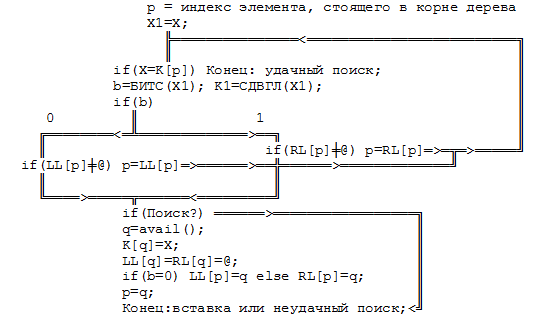 p = индекс элемента, стоящего в корне дерева
X1=X;
if(X=K[p]) Конец: удачный поиск;
b=БИТС(X1); K1=СДВГЛ(X1);
if(b)
0 1
if(RL[p]╪@) p=RL[p]=>
if(LL[p]╪@) p=LL[p]=>
if(Поиск?)
q=avail();
K[q]=X;
LL[q]=RL[q]=@;
if(b=0) LL[p]=q else RL[p]=q;
p=q;
Конец:вставка или неудачный поиск;